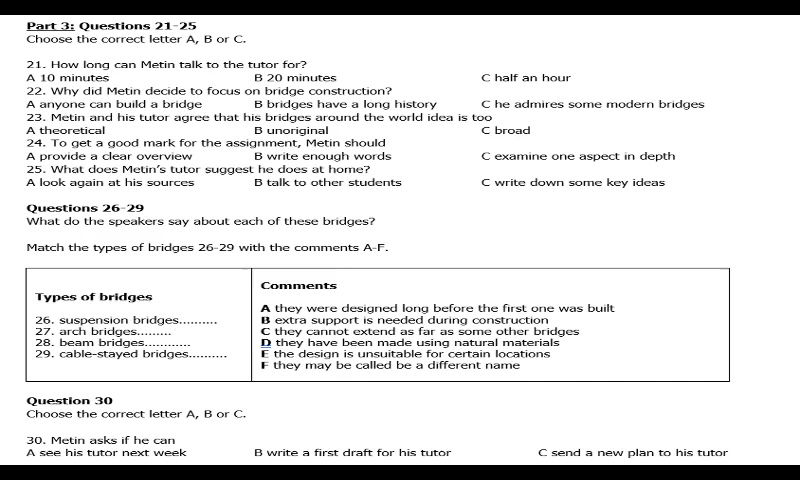 Part 3: Questions 21-25
Choose the correct letter A, B or C.
21. How long can Metin talk to the tutor for?
A 10 minutes B 20 minutes C half an hour
22. Why did Metin decide to focus on bridge construction?
A anyone can build a bridge B bridges have a long history C he admires some modern bridges
23. Metin and his tutor agree that his bridges around the world idea is too
A theoretical B unoriginal C broad
24. To get a good mark for the assignment, Metin should
A provide a clear overview B write enough words C examine one aspect in depth
25. What does Metin's tutor suggest he does at home?
A look again at his sources B talk to other students C write down some key ideas
Questions 26-29
What do the speakers say about each of these bridges?
Match the types of bridges 26-29 with the comments A-F.
Types of bridges
26. suspension bridges..........
27. arch bridges.........
28. beam bridges............
29. cable-stayed bridges..........
Comments
A they were designed long before the first one was built
B extra support is needed during construction
C they cannot extend as far as some other bridges
D they have been made using natural materials
E the design is unsuitable for certain locations
F they may be called be a different name
Question 30
Choose the correct letter A, B or C.
30. Metin asks if he can
A see his tutor next week B write a first draft for his tutor C send a new plan to his tutor